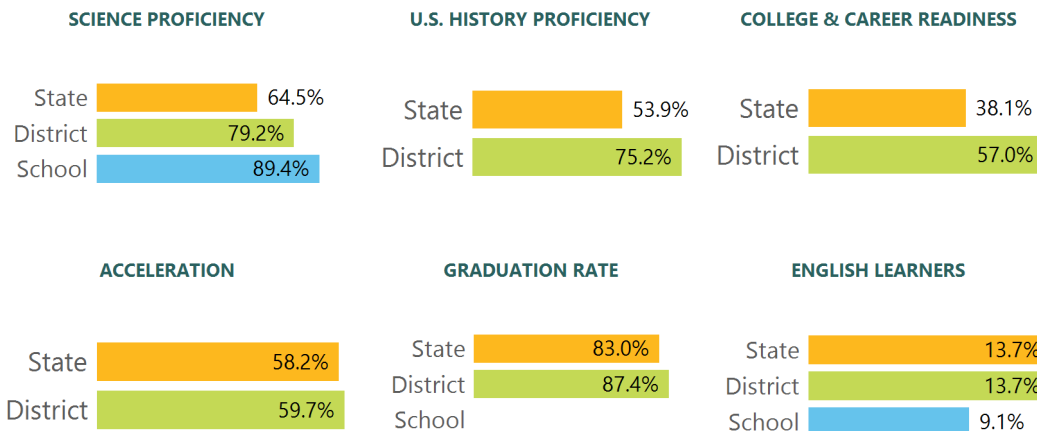 SCIENCE PROFICIENCY
State 64.5%
District 79.2%
School 89.4%
U.S. HISTORY PROFICIENCY
State 53.9%
District 75.2%
COLLEGE & CAREER READINESS
State 38.1%
District 57.0%
ACCELERATION
State 58.2%
District 59.7%
GRADUATION RATE
State 83.0%
District 87.4%
School
ENGLISH LEARNERS
State 13.7%
District 13.7%
School 9.1%